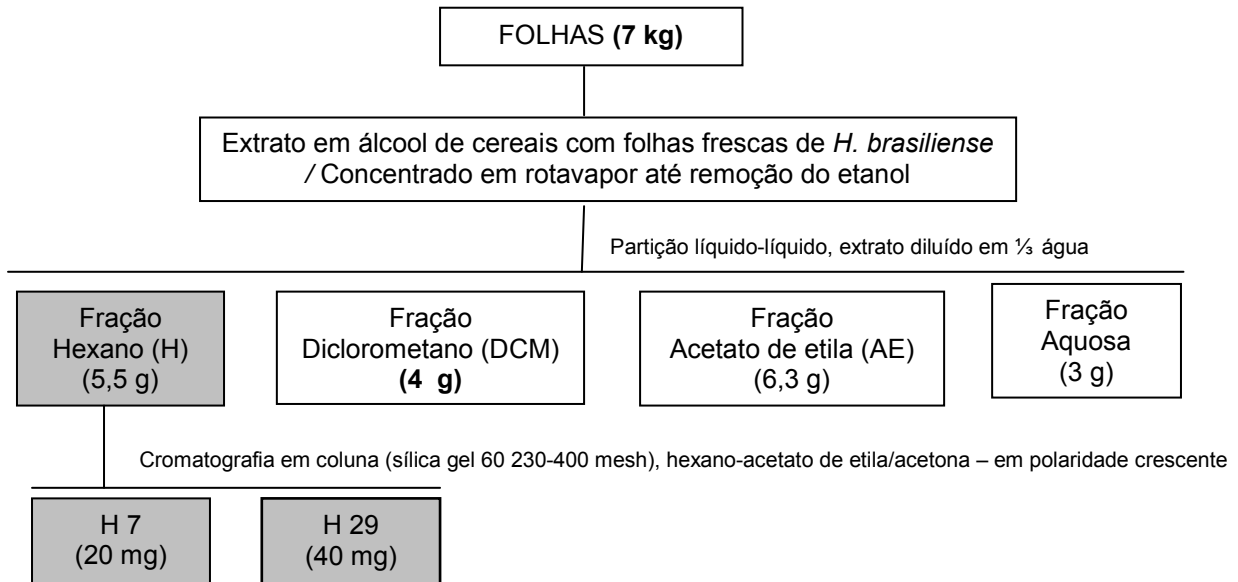 FOLHAS (7 kg)
Extrato em álcool de cereais com folhas frescas de H. brasiliense
/ Concentrado em rotavapor até remoção do etanol
Partição líquido-líquido, extrato diluído em ⅓ água
Fração
Hexano (H)
(5,5 g)
Fração
Diclorometano (DCM)
(4 g)
Fração
Acetato de etila (AE)
(6,3 g)
Fração
Aquosa
(3 g)
Cromatografia em coluna (sílica gel 60 230-400 mesh), hexano-acetato de etila/acetona – em polaridade crescente
H 7
(20 mg)
H 29
(40 mg)